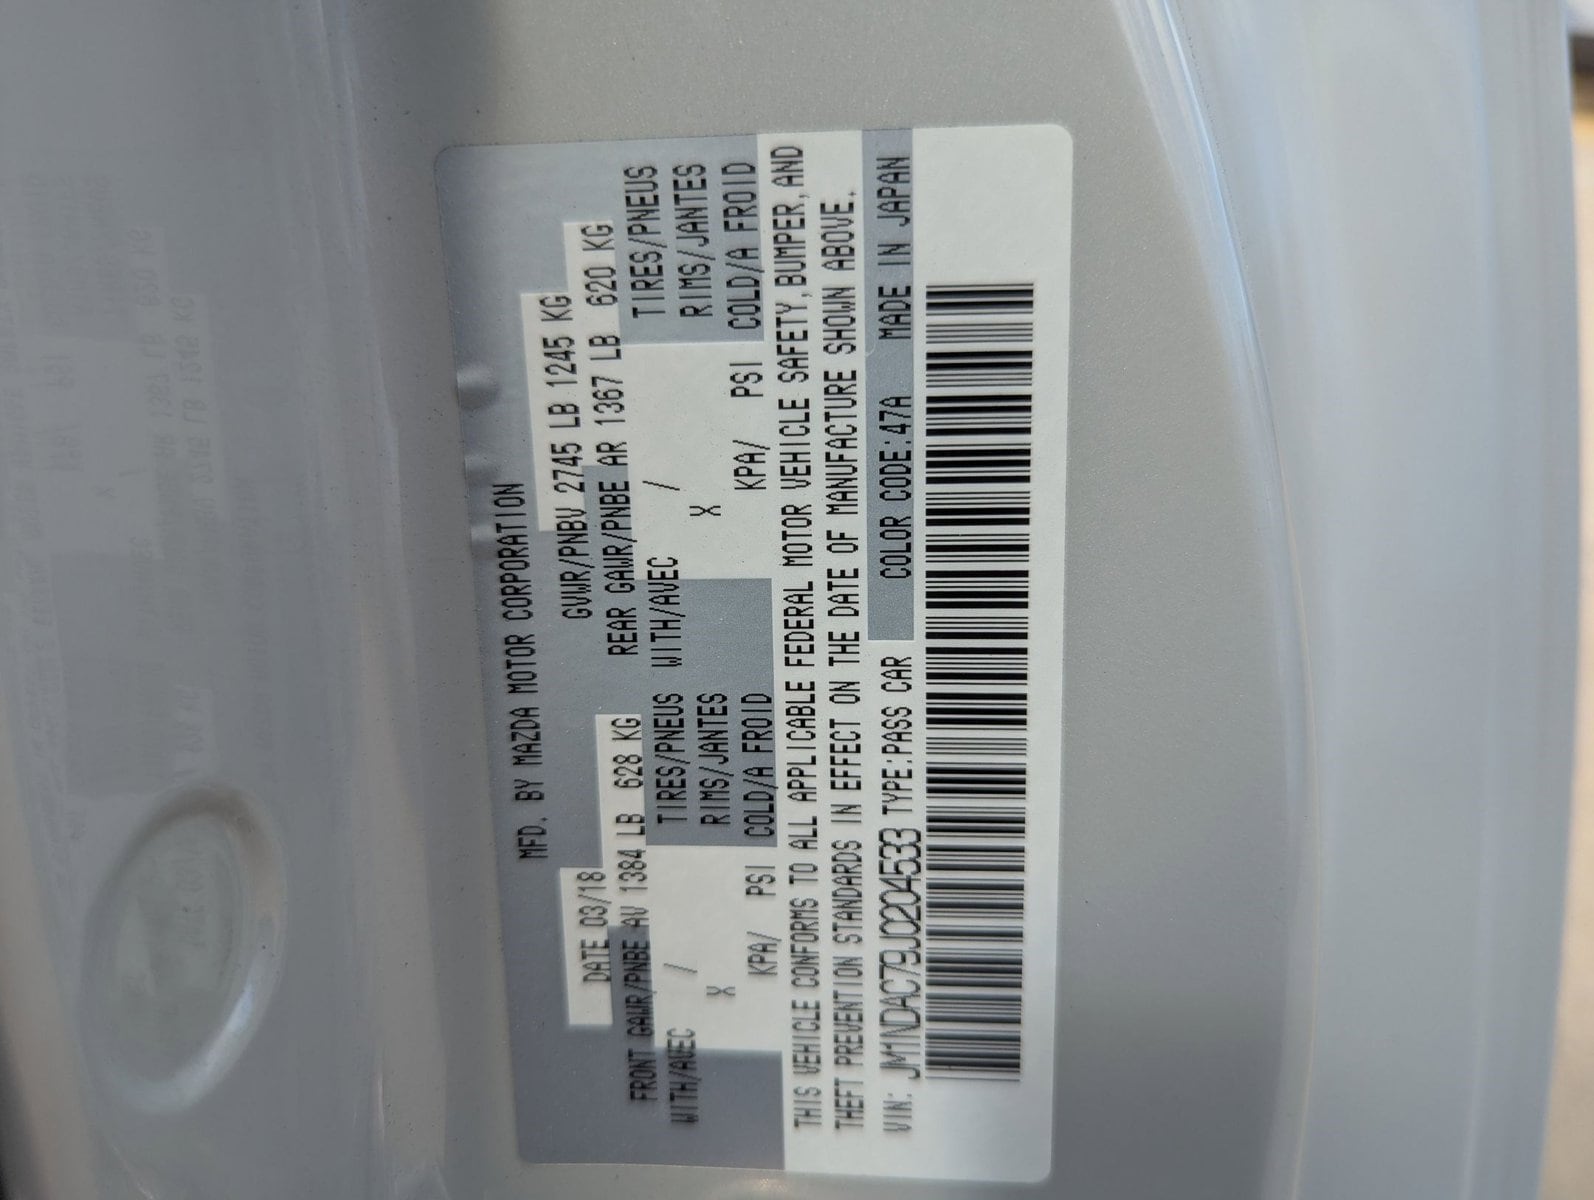 MFD. BY MAZDA MOTOR CORPORATION
DATE 03/18 GVWR/PNBV 2745 LB 1245 KG
FRONT GAWR/PNBE AV 1384 LB 628 KG REAR GAWR/PNBE AR 1367 LB 620 KG
WITH/AVEC / TIRES/PNEUS WITH/AVEC / TIRES/PNEUS
X RIMS/JANTES X RIMS/JANTES
KPA/ PSI COLD/A FROID KPA/ PSI COLD/A FROID
THIS VEHICLE CONFORMS TO ALL APPLICABLE FEDERAL MOTOR VEHICLE SAFETY, BUMPER, AND
THEFT PREVENTION STANDARDS IN EFFECT ON THE DATE OF MANUFACTURE SHOWN ABOVE.
VIN: JM1NDAC79J0204533 TYPE:PASS CAR COLOR CODE:47A MADE IN JAPAN